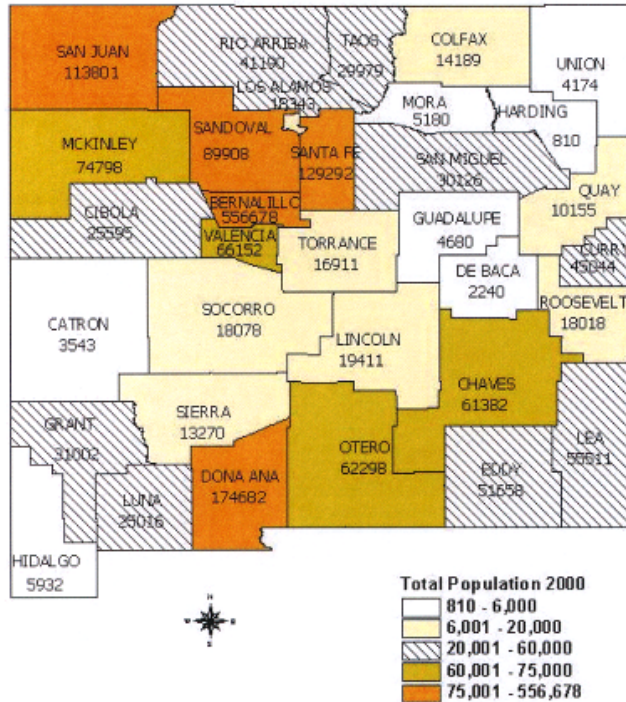 SAN JUAN
113801
RIO ARRIBA
41190
TAOS
29979
COLFAX
14189
UNION
4174
LOS ALAMOS
18343
MORA
5180
HARDING
810
MCKINLEY
74798
SANDOVAL
89908
SANTA FE
129292
SAN MIGUEL
30126
QUAY
10155
CIBOLA
25595
BERNALILLO
556678
VALENCIA
66152
TORRANCE
16911
GUADALUPE
4680
CURRY
45044
DE BACA
2240
ROOSEVELT
18018
CATRON
3543
SOCORRO
18078
LINCOLN
19411
CHAVES
61382
SIERRA
13270
GRANT
31002
OTERO
62298
LEA
55511
DONA ANA
174682
EDDY
51658
LUNA
25016
HIDALGO
5932
N
W
E
S
Total Population 2000
810 - 6,000
6,001 - 20,000
20,001 - 60,000
60,001 - 75,000
75,001 - 556,678